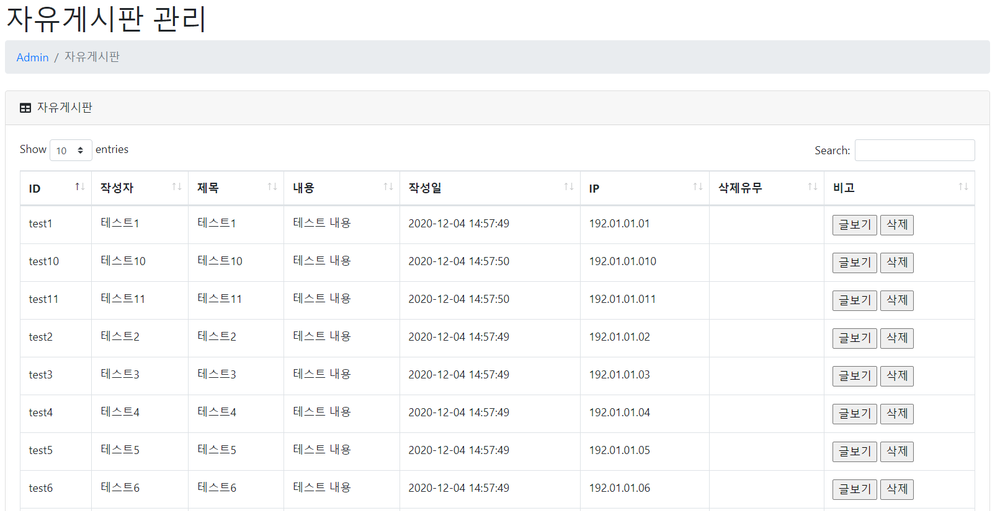 자유게시판 관리
Admin / 자유게시판
자유게시판
Show 10 entries Search:
ID 작성자 제목 내용 작성일 IP 삭제유무 비고
test1 테스트1 테스트1 테스트 내용 2020-12-04 14:57:49 192.01.01.01 글보기 삭제
test10 테스트10 테스트10 테스트 내용 2020-12-04 14:57:50 192.01.01.010 글보기 삭제
test11 테스트11 테스트11 테스트 내용 2020-12-04 14:57:50 192.01.01.011 글보기 삭제
test2 테스트2 테스트2 테스트 내용 2020-12-04 14:57:49 192.01.01.02 글보기 삭제
test3 테스트3 테스트3 테스트 내용 2020-12-04 14:57:49 192.01.01.03 글보기 삭제
test4 테스트4 테스트4 테스트 내용 2020-12-04 14:57:49 192.01.01.04 글보기 삭제
test5 테스트5 테스트5 테스트 내용 2020-12-04 14:57:49 192.01.01.05 글보기 삭제
test6 테스트6 테스트6 테스트 내용 2020-12-04 14:57:49 192.01.01.06 글보기 삭제